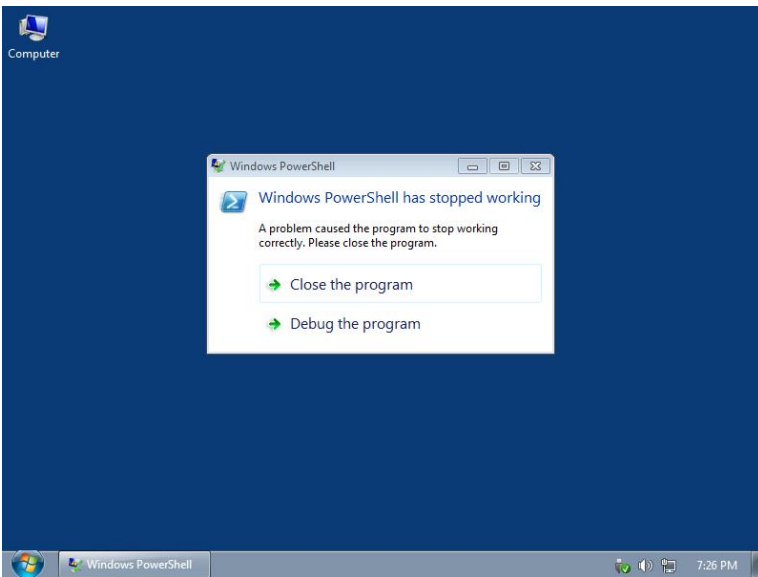 Computer
Windows PowerShell
Windows PowerShell has stopped working
A problem caused the program to stop working
correctly. Please close the program.
Close the program
Debug the program
Windows PowerShell
7:26 PM